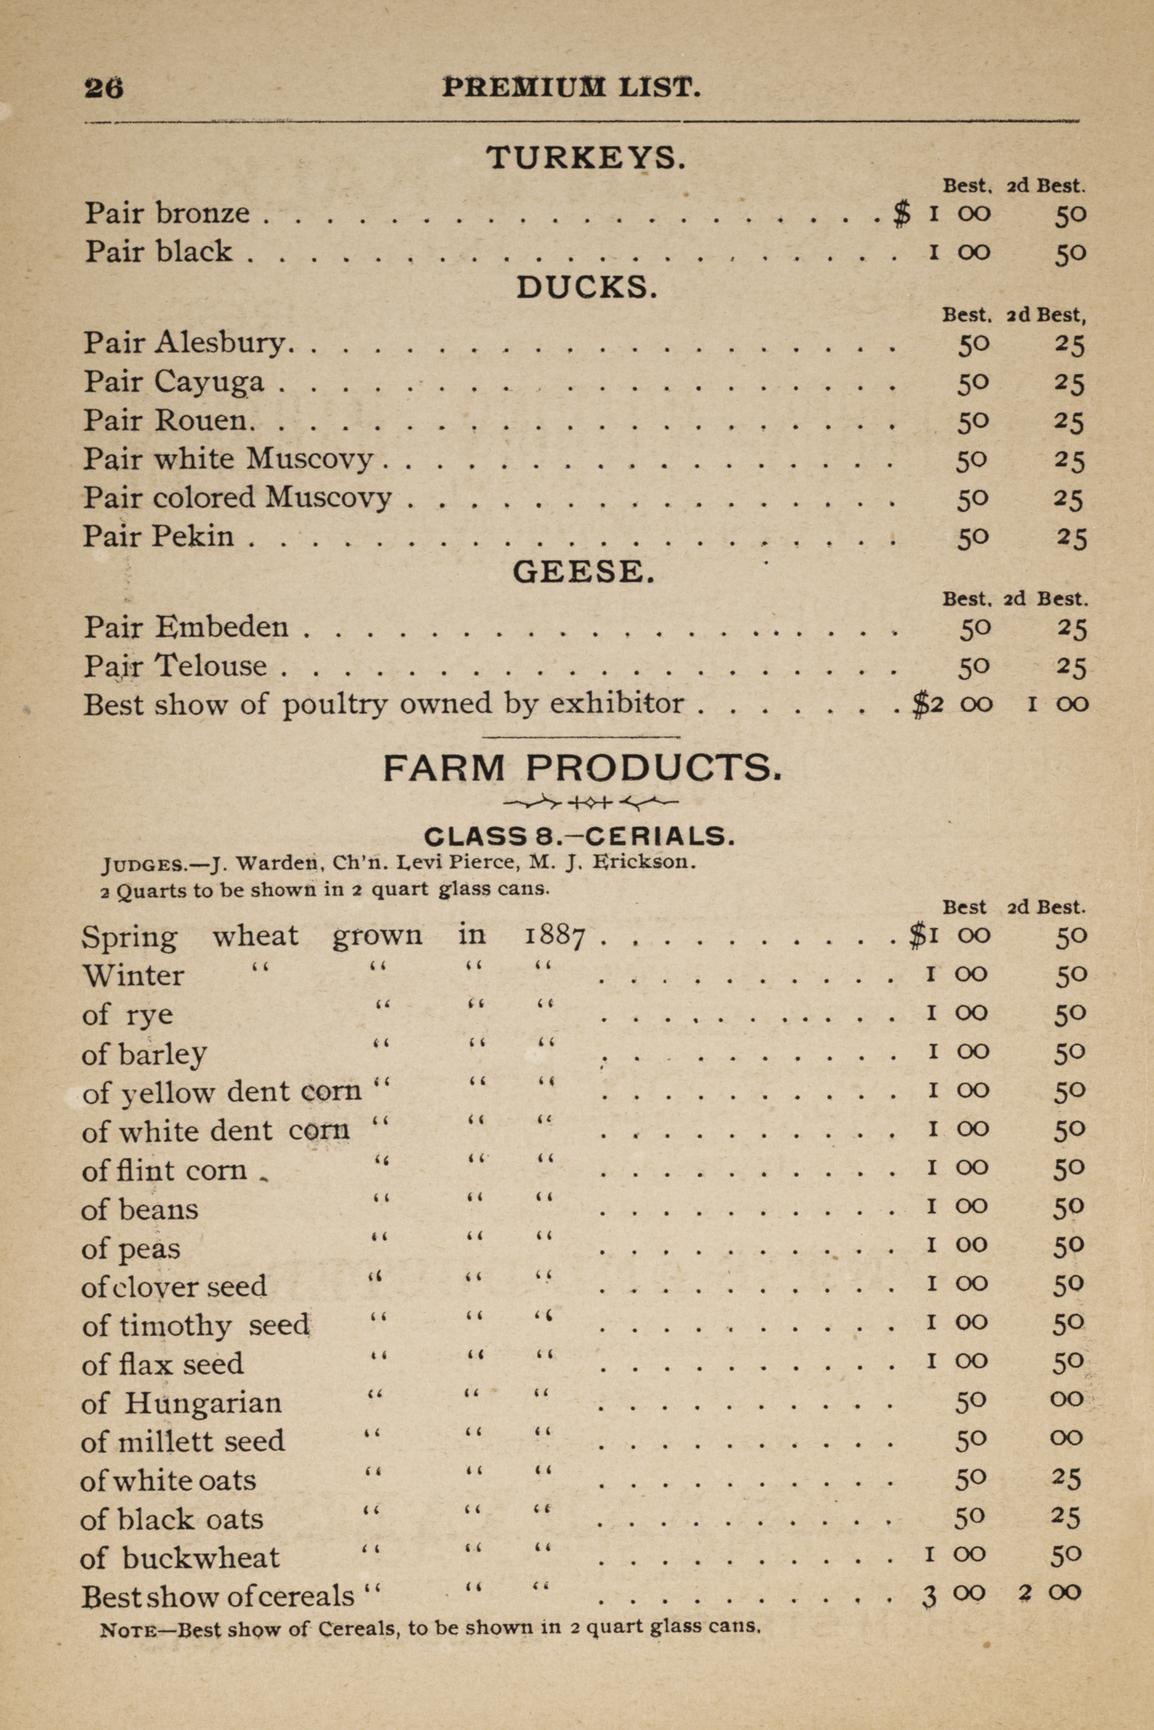 26 PREMIUM LIST.
TURKEYS.
Best. 2d Best.
Pair bronze . . . . . . . . . . . . . . . . . . . . $ 1 00 50
Pair black . . . . . . . . . . . . . . . . . . . . . 1 00 50
DUCKS.
Best. 2d Best,
Pair Alesbury. . . . . . . . . . . . . . . . . . . . 50 25
Pair Cayuga . . . . . . . . . . . . . . . . . . . . 50 25
Pair Rouen. . . . . . . . . . . . . . . . . . . . . 50 25
Pair white Muscovy . . . . . . . . . . . . . . . . . 50 25
Pair colored Muscovy . . . . . . . . . . . . . . . . 50 25
Pair Pekin . . . . . . . . . . . . . . . . . . . . . 50 25
GEESE.
Best. 2d Best.
Pair Embeden . . . . . . . . . . . . . . . . . . . 50 25
Pair Telouse . . . . . . . . . . . . . . . . . . . . 50 25
Best show of poultry owned by exhibitor . . . . . . . $2 00 1 00
FARM PRODUCTS.
CLASS 8.—CERIALS.
JUDGES.—J. Warden, Ch'n. Levi Pierce, M. J. Erickson.
2 Quarts to be shown in 2 quart glass cans.
Best 2d Best.
Spring wheat grown in 1887 . . . . . . . . . . $1 00 50
Winter “ “ “ “ . . . . . . . . . . 1 00 50
of rye “ “ “ . . . . . . . . . . 1 00 50
of barley “ “ “ . . . . . . . . . . 1 00 50
of yellow dent corn “ “ “ . . . . . . . . . . 1 00 50
of white dent corn “ “ “ . . . . . . . . . . 1 00 50
of flint corn . “ “ “ . . . . . . . . . . 1 00 50
of beans “ “ “ . . . . . . . . . . 1 00 50
of peas “ “ “ . . . . . . . . . . 1 00 50
of clover seed “ “ “ . . . . . . . . . . 1 00 50
of timothy seed “ “ “ . . . . . . . . . . 1 00 50
of flax seed “ “ “ . . . . . . . . . . 1 00 50
of Hungarian “ “ “ . . . . . . . . . . 50 00
of millett seed “ “ “ . . . . . . . . . . 50 00
of white oats “ “ “ . . . . . . . . . . 50 25
of black oats “ “ “ . . . . . . . . . . 50 25
of buckwheat “ “ “ . . . . . . . . . . 1 00 50
Best show of cereals “ “ “ . . . . . . . . . . 3 00 2 00
NOTE—Best show of Cereals, to be shown in 2 quart glass cans.